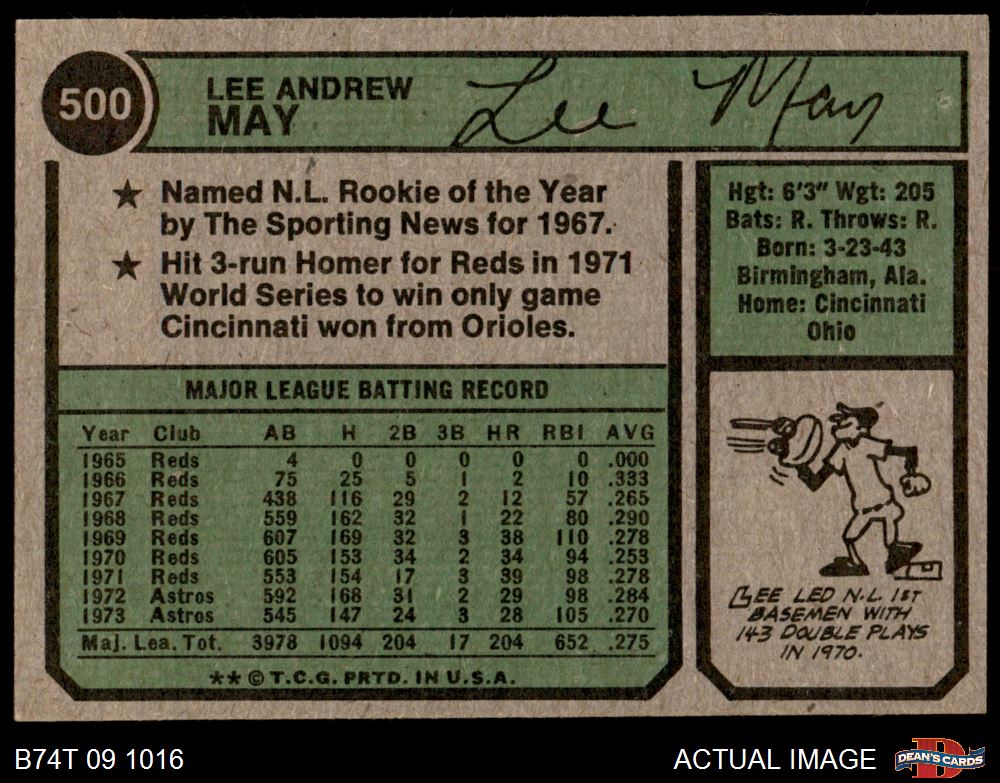 500
LEE ANDREW
MAY
Lee May
★ Named N.L. Rookie of the Year
by The Sporting News for 1967.
★ Hit 3-run Homer for Reds in 1971
World Series to win only game
Cincinnati won from Orioles.
Hgt: 6'3" Wgt: 205
Bats: R. Throws: R.
Born: 3-23-43
Birmingham, Ala.
Home: Cincinnati
Ohio
MAJOR LEAGUE BATTING RECORD
Year Club AB H 2B 3B HR RBI AVG
1965 Reds 4 0 0 0 0 0 .000
1966 Reds 75 25 5 1 2 10 .333
1967 Reds 438 116 29 2 12 57 .265
1968 Reds 559 162 32 1 22 80 .290
1969 Reds 607 169 32 3 38 110 .278
1970 Reds 605 153 34 2 34 94 .253
1971 Reds 553 154 17 3 39 98 .278
1972 Astros 592 168 31 2 29 98 .284
1973 Astros 545 147 24 3 28 105 .270
Maj. Lea. Tot. 3978 1094 204 17 204 652 .275
** © T.C.G. PRTD. IN U.S.A.
LEE LED N.L. 1ST
BASEMEN WITH
143 DOUBLE PLAYS
IN 1970.
B74T 09 1016
ACTUAL IMAGE
D
DEAN'S CARDS